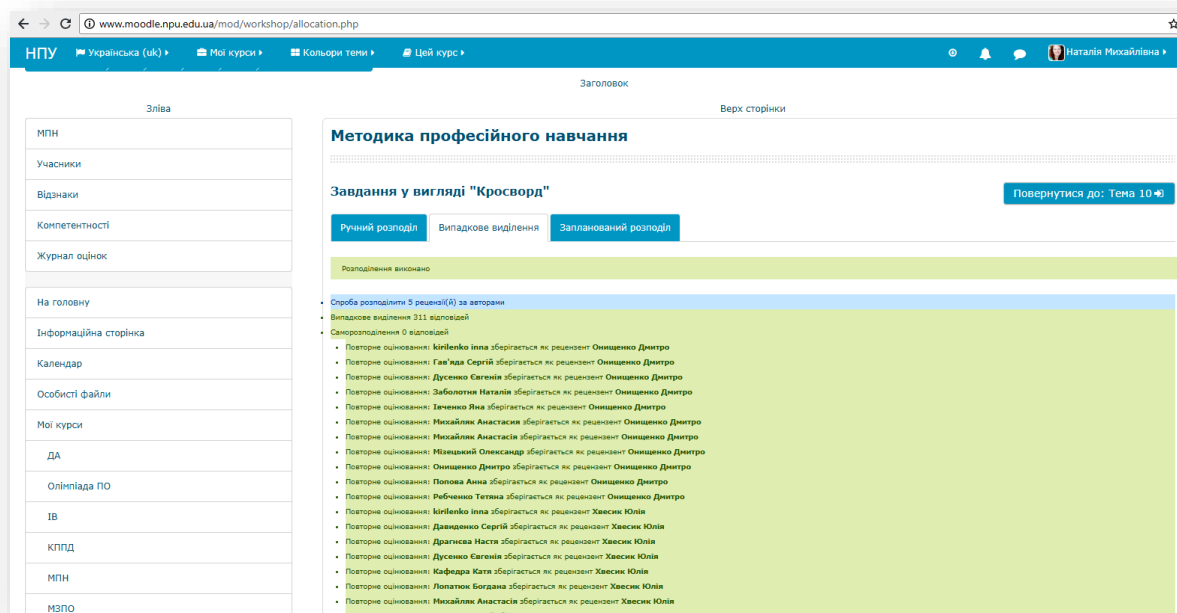 www.moodle.npu.edu.ua/mod/workshop/allocation.php
НПУ Українська (uk) Мої курси Кольори теми Цей курс Наталія Михайлівна
Заголовок
Зліва
Верх сторінки
МПН
Учасники
Відзнаки
Компетентності
Журнал оцінок
На головну
Інформаційна сторінка
Календар
Особисті файли
Мої курси
ДА
Олімпіада ПО
ІВ
КППД
МПН
МЗПО
Методика професійного навчання
Завдання у вигляді "Кросворд"
Повернутися до: Тема 10
Ручний розподіл Випадкове виділення Запланований розподіл
Розподілення виконано
Спроба розподілити 5 рецензії(й) за авторами
Випадкове виділення 311 відповідей
Саморозподілення 0 відповідей
Повторне оцінювання: kirilenko inna зберігається як рецензент Онищенко Дмитро
Повторне оцінювання: Гав'яда Сергій зберігається як рецензент Онищенко Дмитро
Повторне оцінювання: Дусенко Євгенія зберігається як рецензент Онищенко Дмитро
Повторне оцінювання: Заболотня Наталія зберігається як рецензент Онищенко Дмитро
Повторне оцінювання: Івченко Яна зберігається як рецензент Онищенко Дмитро
Повторне оцінювання: Михайляк Анастасия зберігається як рецензент Онищенко Дмитро
Повторне оцінювання: Михайляк Анастасія зберігається як рецензент Онищенко Дмитро
Повторне оцінювання: Мізецький Олександр зберігається як рецензент Онищенко Дмитро
Повторне оцінювання: Онищенко Дмитро зберігається як рецензент Онищенко Дмитро
Повторне оцінювання: Попова Анна зберігається як рецензент Онищенко Дмитро
Повторне оцінювання: Ребченко Тетяна зберігається як рецензент Онищенко Дмитро
Повторне оцінювання: kirilenko inna зберігається як рецензент Хвесик Юлія
Повторне оцінювання: Давиденко Сергій зберігається як рецензент Хвесик Юлія
Повторне оцінювання: Драгнєва Настя зберігається як рецензент Хвесик Юлія
Повторне оцінювання: Дусенко Євгенія зберігається як рецензент Хвесик Юлія
Повторне оцінювання: Кафедра Катя зберігається як рецензент Хвесик Юлія
Повторне оцінювання: Лопатюк Богдана зберігається як рецензент Хвесик Юлія
Повторне оцінювання: Михайляк Анастасія зберігається як рецензент Хвесик Юлія